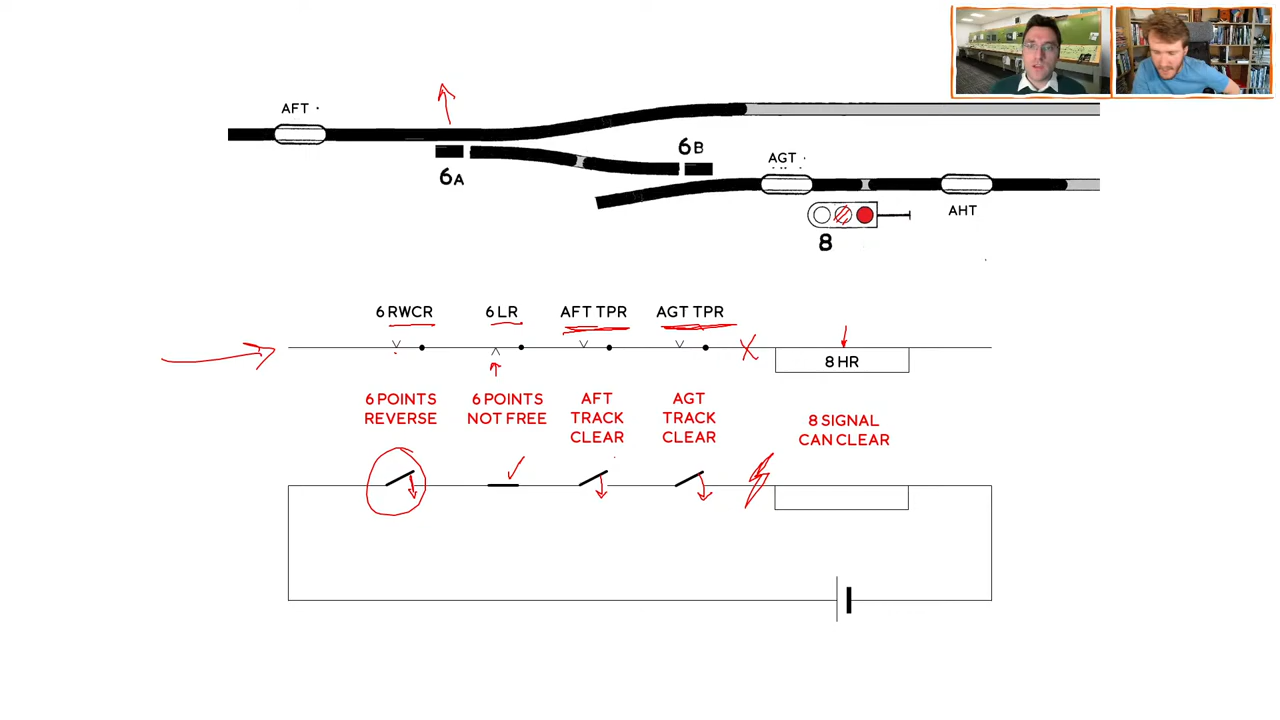 AFT
6A
6B
AGT
8
AHT
6 RWCR
6 LR
AFT TPR
AGT TPR
X
8 HR
6 POINTS
REVERSE
6 POINTS
NOT FREE
AFT
TRACK
CLEAR
AGT
TRACK
CLEAR
8 SIGNAL
CAN CLEAR